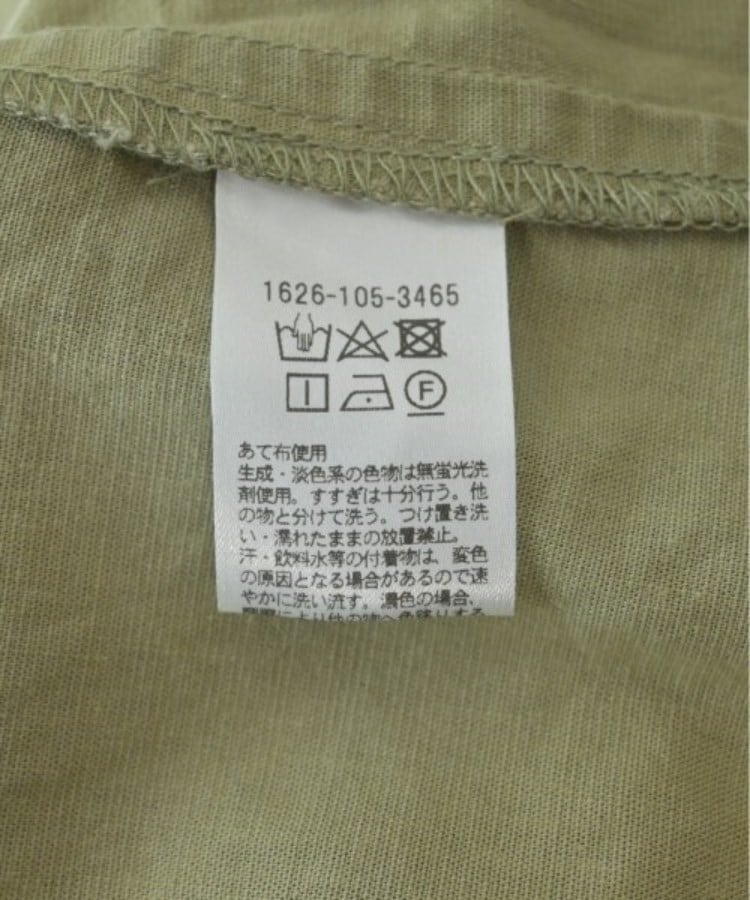 1626-105-3465
F
あて布使用
生成・淡色系の色物は無蛍光洗
剤使用。すすぎは十分行う。他
の物と分けて洗う。つけ置き洗
い・濡れたままの放置禁止。
汗・飲料水等の付着物は、変色
の原因となる場合があるので速
やかに洗い流す。濃色の場合、